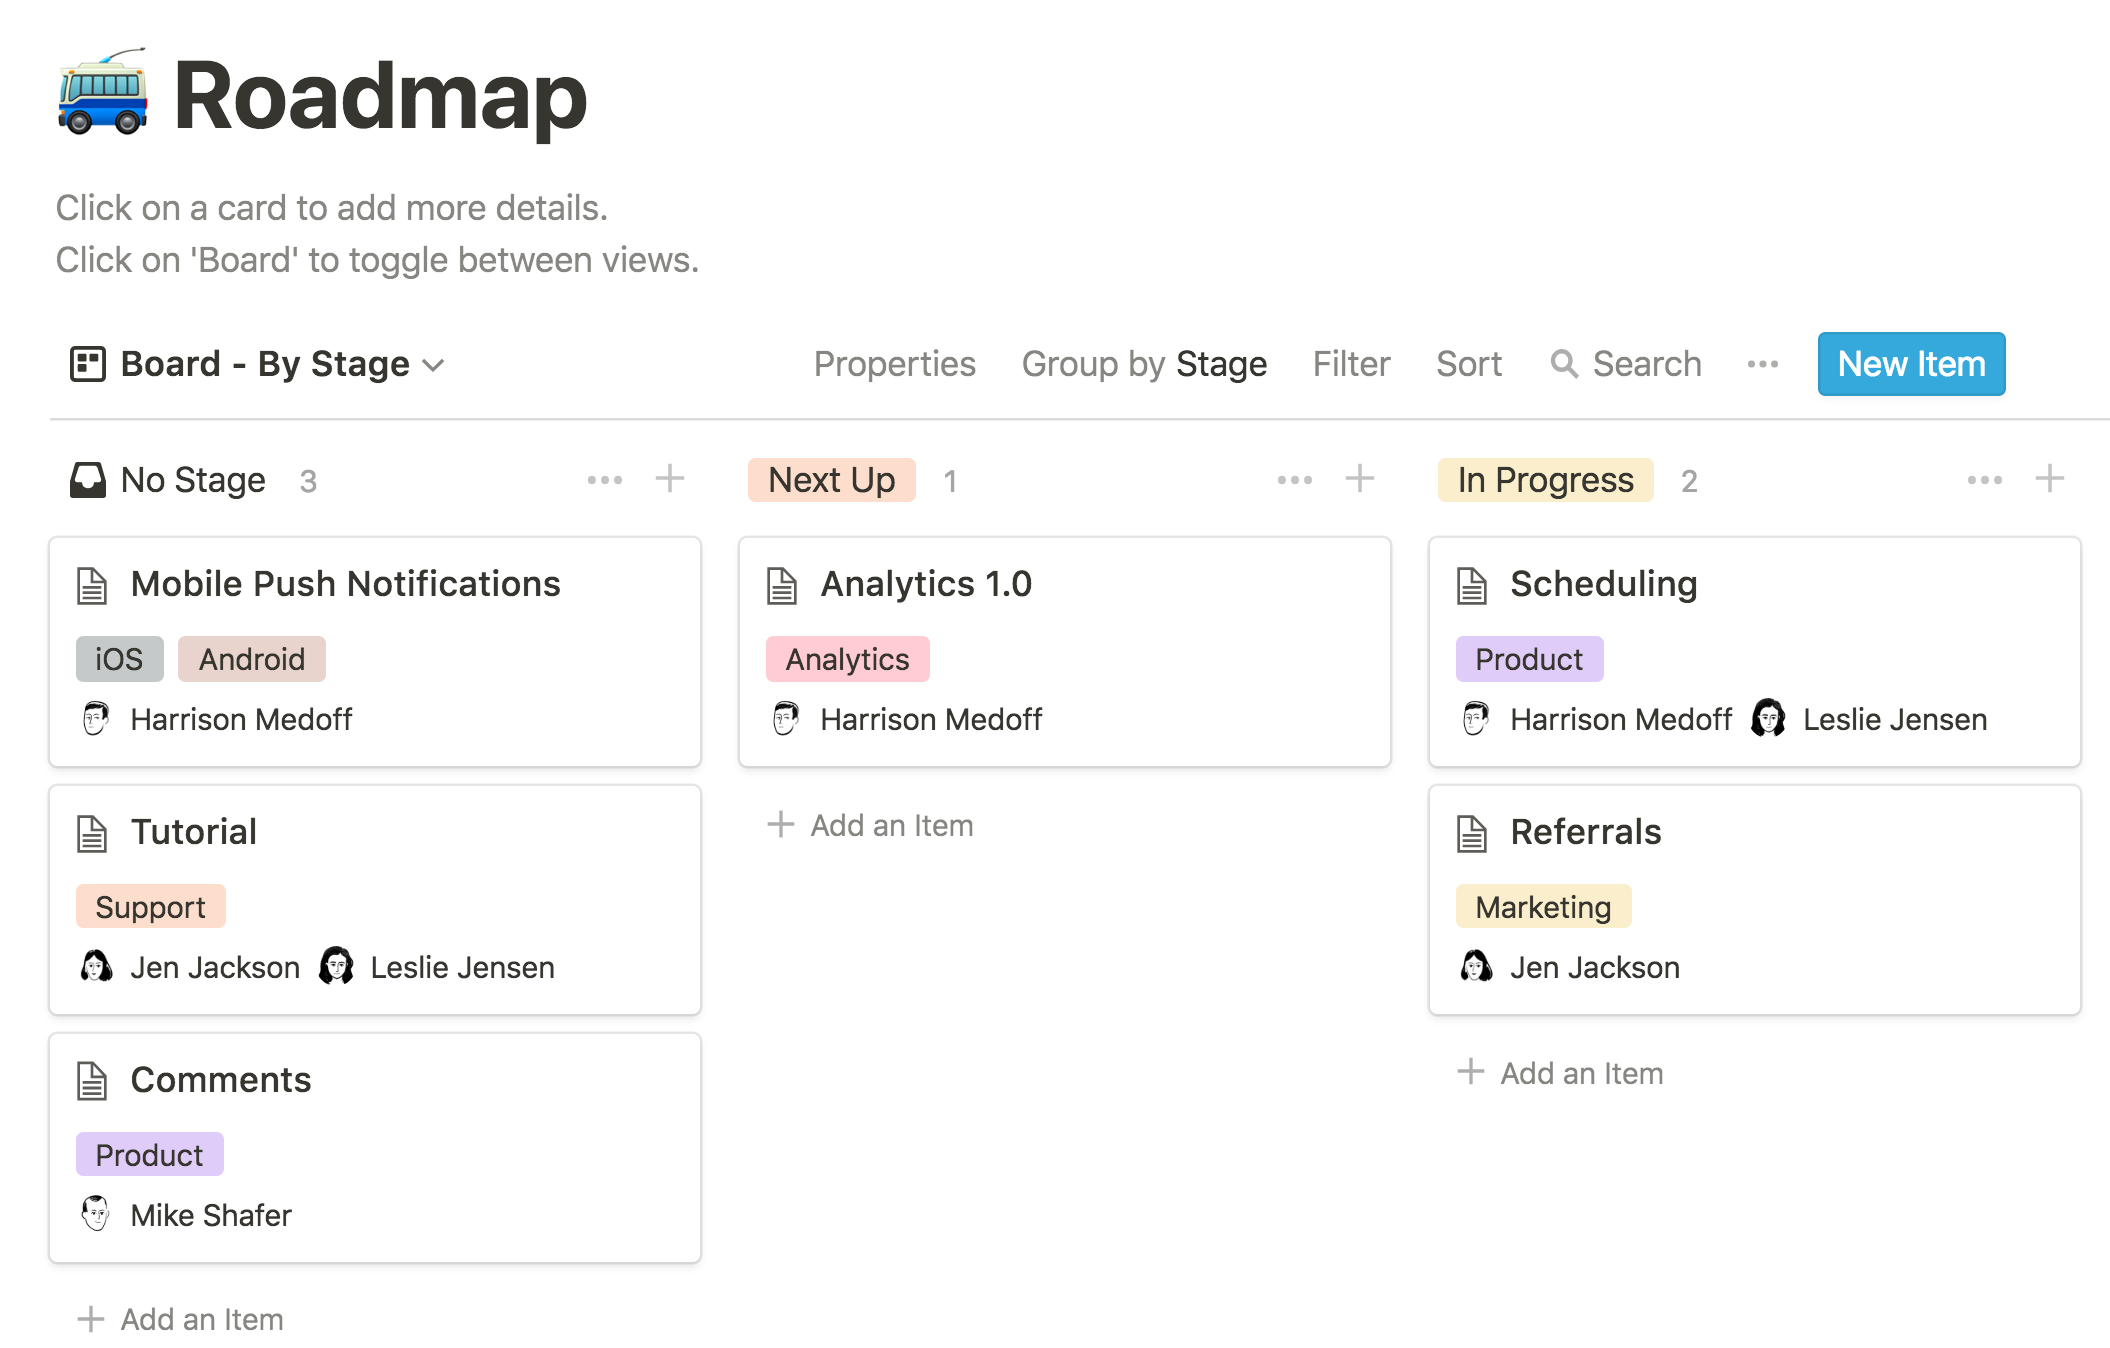 Roadmap
Click on a card to add more details.
Click on 'Board' to toggle between views.
Board - By Stage
Properties
Group by Stage
Filter
Sort
Search
New Item
No Stage 3
Mobile Push Notifications
iOS Android
Harrison Medoff
Tutorial
Support
Jen Jackson Leslie Jensen
Comments
Product
Mike Shafer
Add an Item
Next Up 1
Analytics 1.0
Analytics
Harrison Medoff
Add an Item
In Progress 2
Scheduling
Product
Harrison Medoff Leslie Jensen
Referrals
Marketing
Jen Jackson
Add an Item